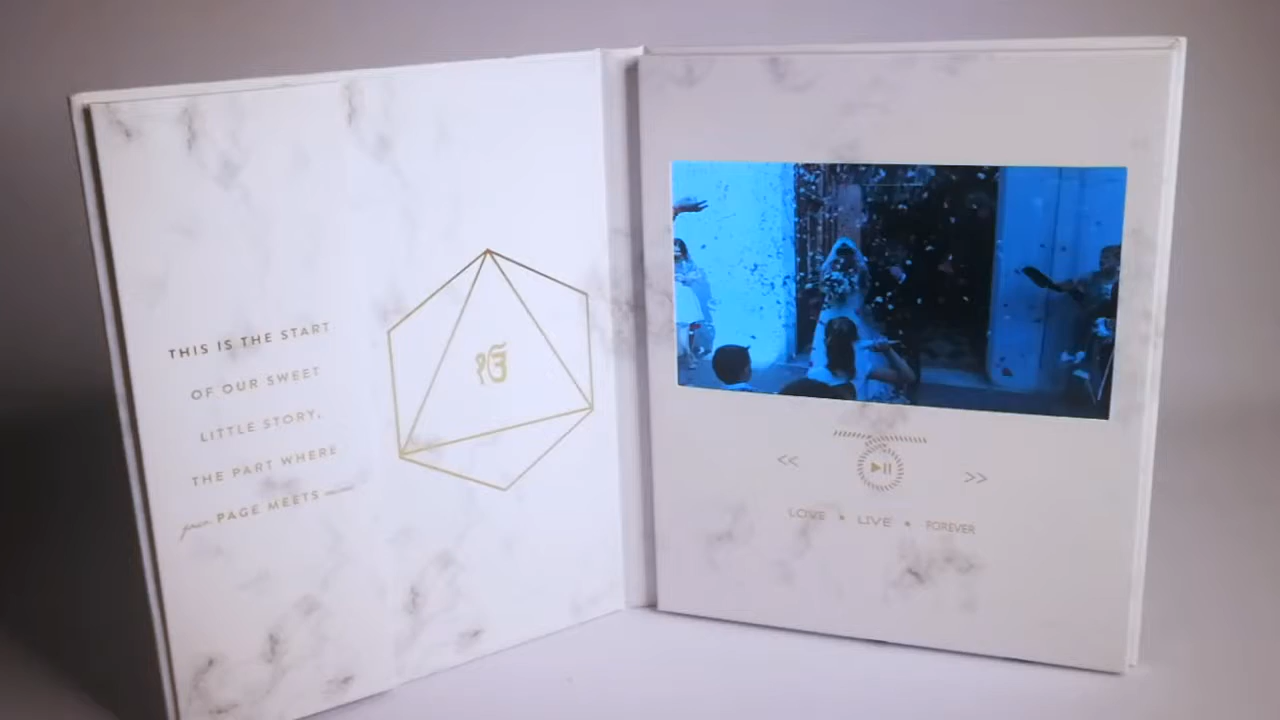 THIS IS THE START
OF OUR SWEET
LITTLE STORY,
THE PART WHERE
PAGE MEETS
ੴ
<< >>
LOVE • LIVE • FOREVER